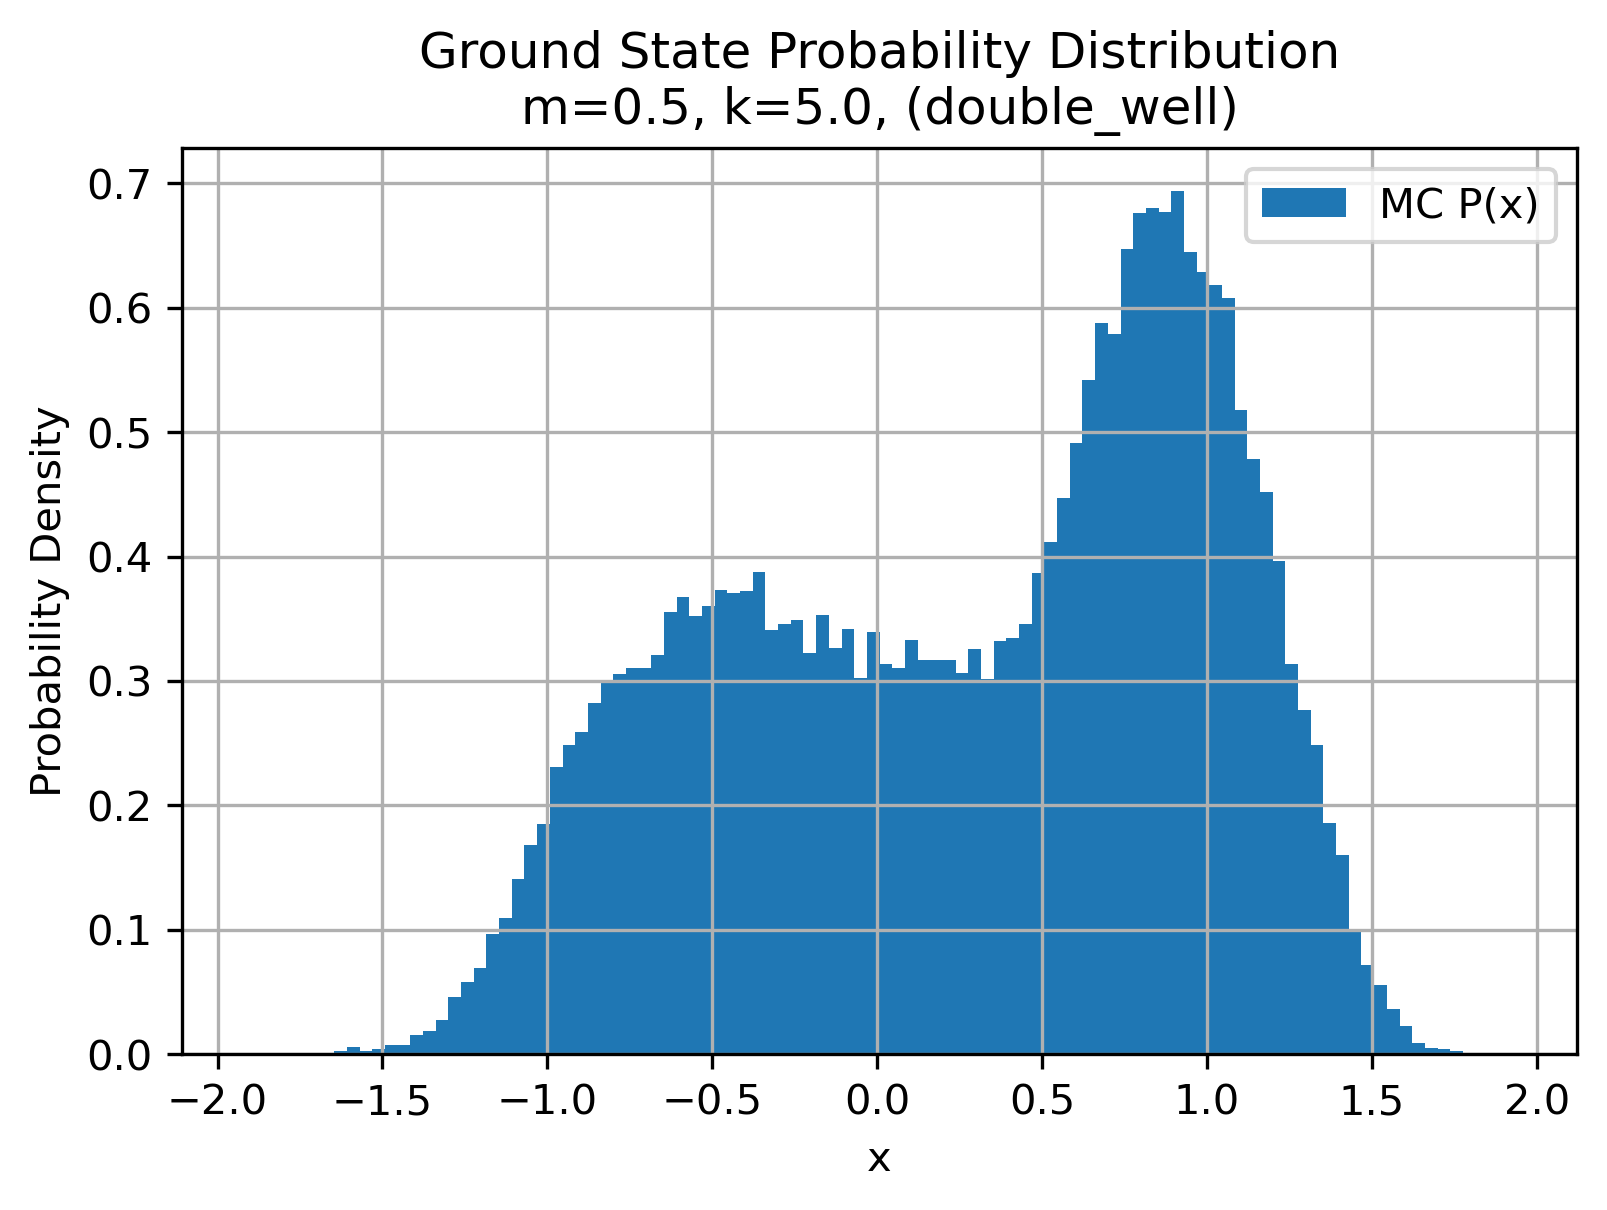 Ground State Probability Distribution
m=0.5, k=5.0, (double_well)
MC P(x)
Probability Density
0.7
0.6
0.5
0.4
0.3
0.2
0.1
0.0
−2.0 −1.5 −1.0 −0.5 0.0 0.5 1.0 1.5 2.0
x